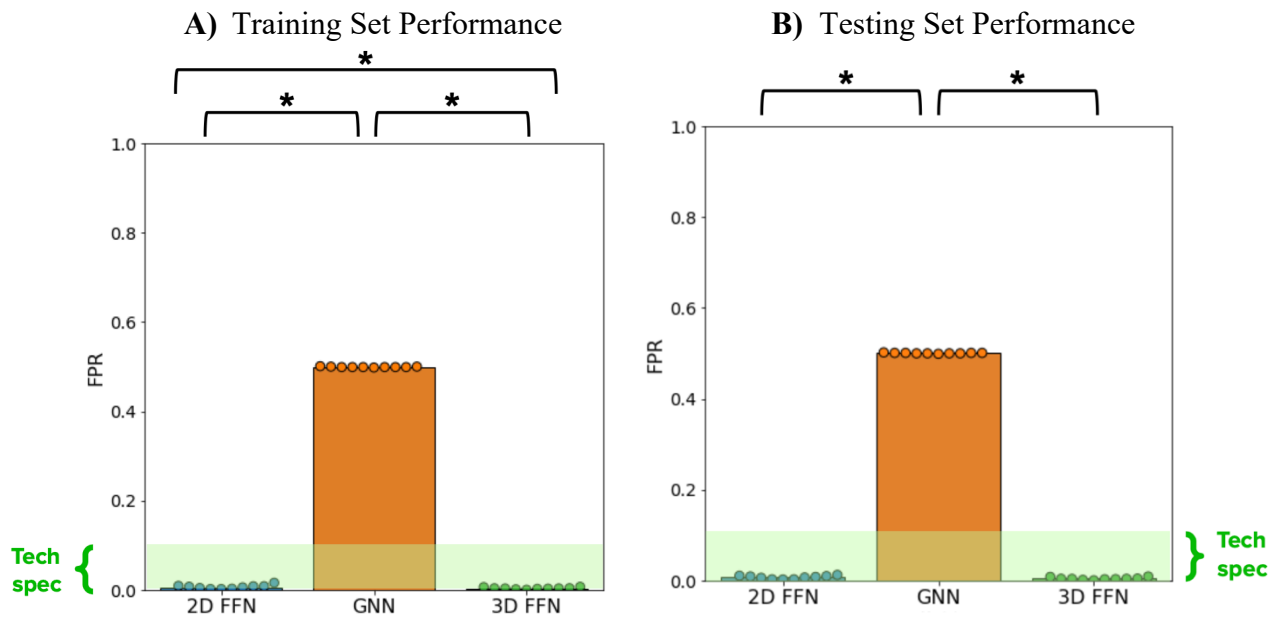 A) Training Set Performance
*
* *
1.0
0.8
0.6
0.4
0.2
0.0
FPR
2D FFN GNN 3D FFN
Tech
spec
{
B) Testing Set Performance
* *
1.0
0.8
0.6
0.4
0.2
0.0
FPR
2D FFN GNN 3D FFN
}
Tech
spec